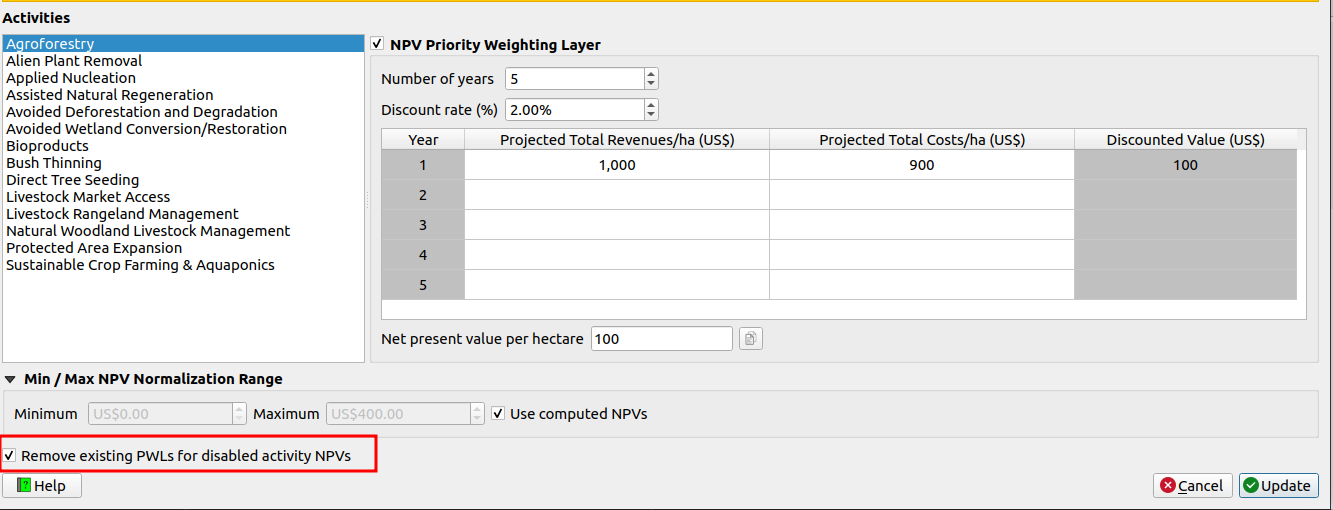 Activities
Agroforestry
Alien Plant Removal
Applied Nucleation
Assisted Natural Regeneration
Avoided Deforestation and Degradation
Avoided Wetland Conversion/Restoration
Bioproducts
Bush Thinning
Direct Tree Seeding
Livestock Market Access
Livestock Rangeland Management
Natural Woodland Livestock Management
Protected Area Expansion
Sustainable Crop Farming & Aquaponics
NPV Priority Weighting Layer
Number of years 5
Discount rate (%) 2.00%
Year Projected Total Revenues/ha (US$) Projected Total Costs/ha (US$) Discounted Value (US$)
1 1,000 900 100
2
3
4
5
Net present value per hectare 100
Min / Max NPV Normalization Range
Minimum US$0.00 Maximum US$400.00 Use computed NPVs
Remove existing PWLs for disabled activity NPVs
? Help Cancel Update